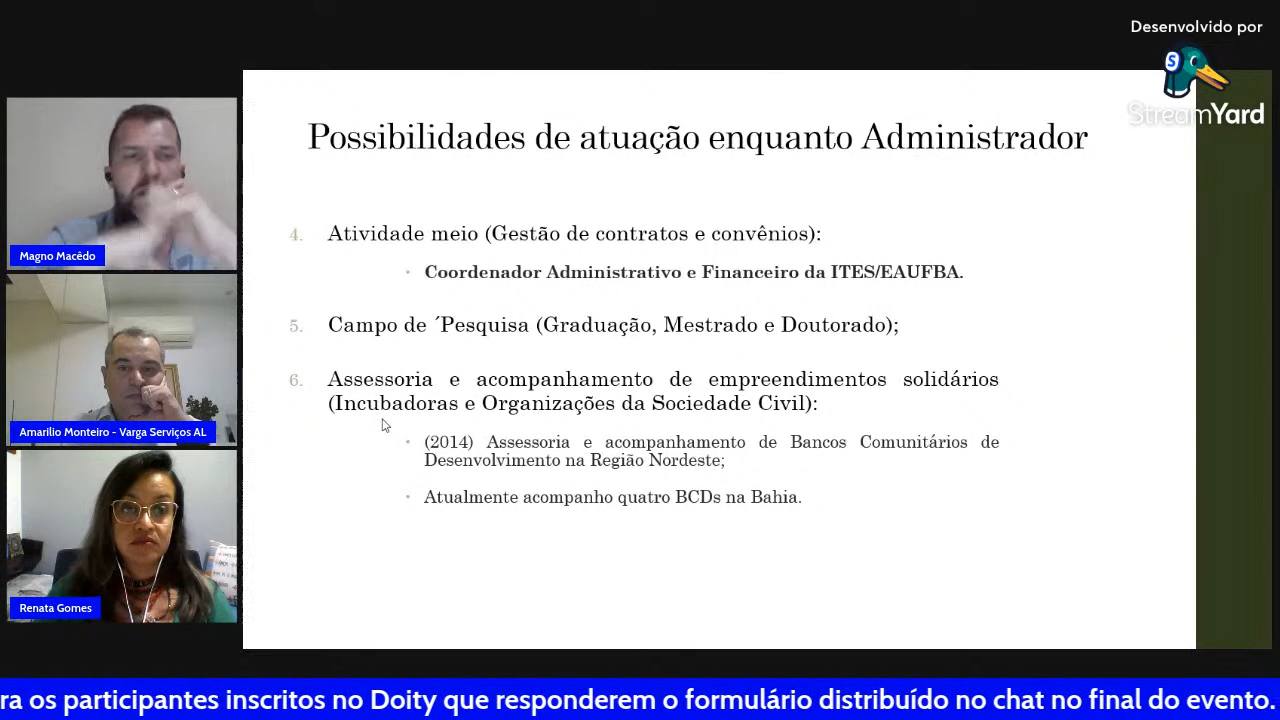 Desenvolvido por
StreamYard
Possibilidades de atuação enquanto Administrador
4. Atividade meio (Gestão de contratos e convênios):
• Coordenador Administrativo e Financeiro da ITES/EAUFBA.
5. Campo de ´Pesquisa (Graduação, Mestrado e Doutorado);
6. Assessoria e acompanhamento de empreendimentos solidários
(Incubadoras e Organizações da Sociedade Civil):
• (2014) Assessoria e acompanhamento de Bancos Comunitários de
Desenvolvimento na Região Nordeste;
• Atualmente acompanho quatro BCDs na Bahia.
Magno Macêdo
Amarilio Monteiro - Varga Serviços AL
Renata Gomes
ra os participantes inscritos no Doity que responderem o formulário distribuído no chat no final do evento.